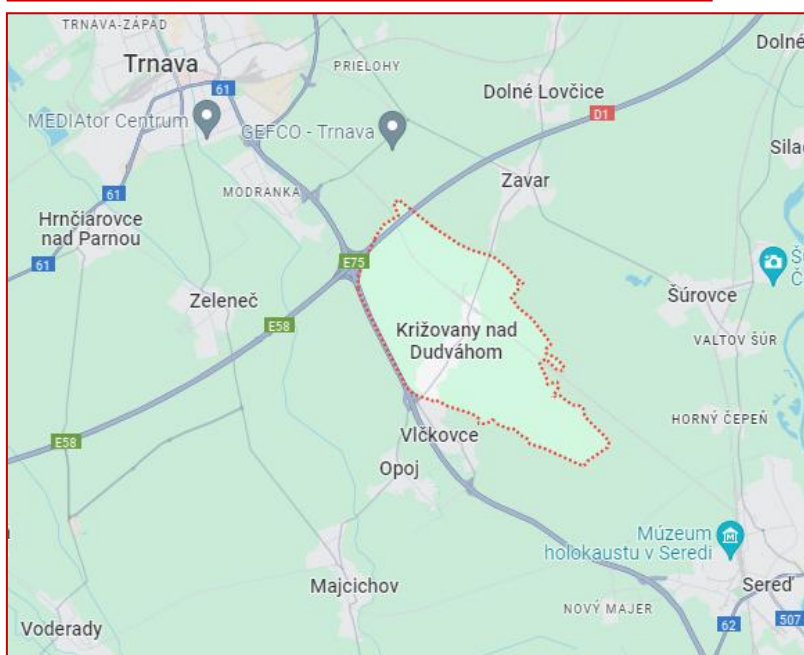 TRNAVA-ZÁPAD
Dolné
Trnava
PRIELOHY
61
Dolné Lovčice
MEDIAtor Centrum
GEFCO - Trnava
D1
Zavar
MODRANKA
61
Hrnčiarovce
nad Parnou
61
E75
Zeleneč
Šúrovce
E58
Križovany nad
Dudváhom
VALTOV ŠÚR
HORNÝ ČEPEŇ
Vlčkovce
E58
Opoj
Múzeum
holokaustu v Seredi
Majcichov
Sereď
NOVÝ MAJER
62
507
Voderady